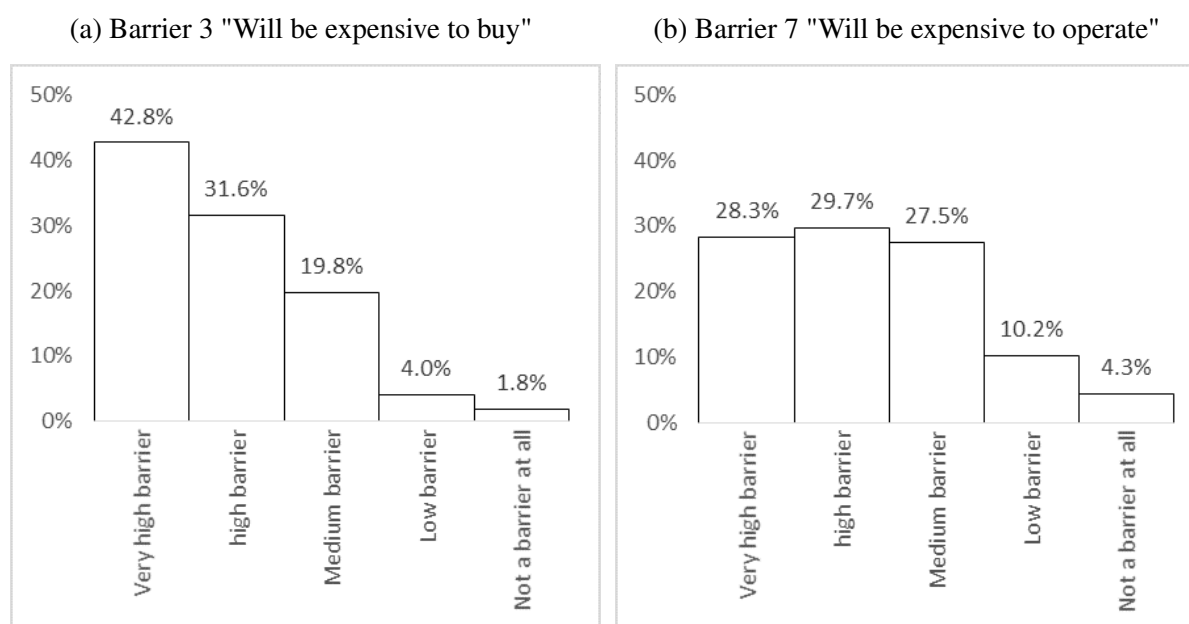 (a) Barrier 3 "Will be expensive to buy"
50%
40%
30%
20%
10%
0%
42.8%
31.6%
19.8%
4.0%
1.8%
Very high barrier
high barrier
Medium barrier
Low barrier
Not a barrier at all
(b) Barrier 7 "Will be expensive to operate"
50%
40%
30%
20%
10%
0%
28.3%
29.7%
27.5%
10.2%
4.3%
Very high barrier
high barrier
Medium barrier
Low barrier
Not a barrier at all